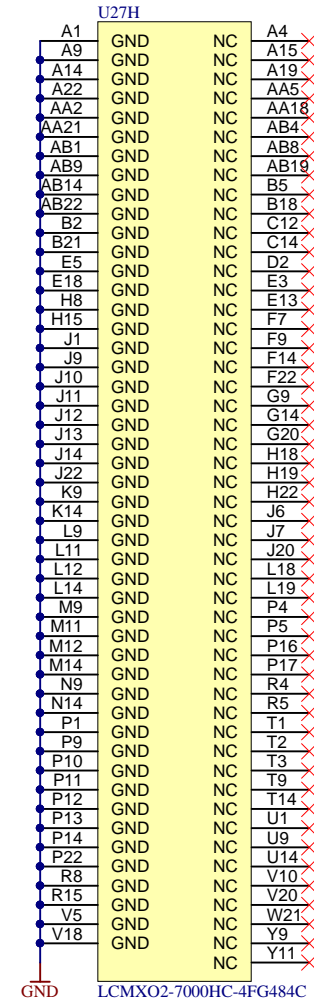 U27H
A1 GND NC A4
A9 GND NC A15
A14 GND NC A19
A22 GND NC AA5
AA2 GND NC AA18
AA21 GND NC AB4
AB1 GND NC AB8
AB9 GND NC AB19
AB14 GND NC B5
AB22 GND NC B18
B2 GND NC C12
B21 GND NC C14
E5 GND NC D2
E18 GND NC E3
H8 GND NC E13
H15 GND NC F7
J1 GND NC F9
J9 GND NC F14
J10 GND NC F22
J11 GND NC G9
J12 GND NC G14
J13 GND NC G20
J14 GND NC H18
J22 GND NC H19
K9 GND NC H22
K14 GND NC J6
L9 GND NC J7
L11 GND NC J20
L12 GND NC L18
L14 GND NC L19
M9 GND NC P4
M11 GND NC P5
M12 GND NC P16
M14 GND NC P17
N9 GND NC R4
N14 GND NC R5
P1 GND NC T1
P9 GND NC T2
P10 GND NC T3
P11 GND NC T9
P12 GND NC T14
P13 GND NC U1
P14 GND NC U9
P22 GND NC U14
R8 GND NC V10
R15 GND NC V20
V5 GND NC W21
V18 GND NC Y9
NC Y11
GND LCMXO2-7000HC-4FG484C